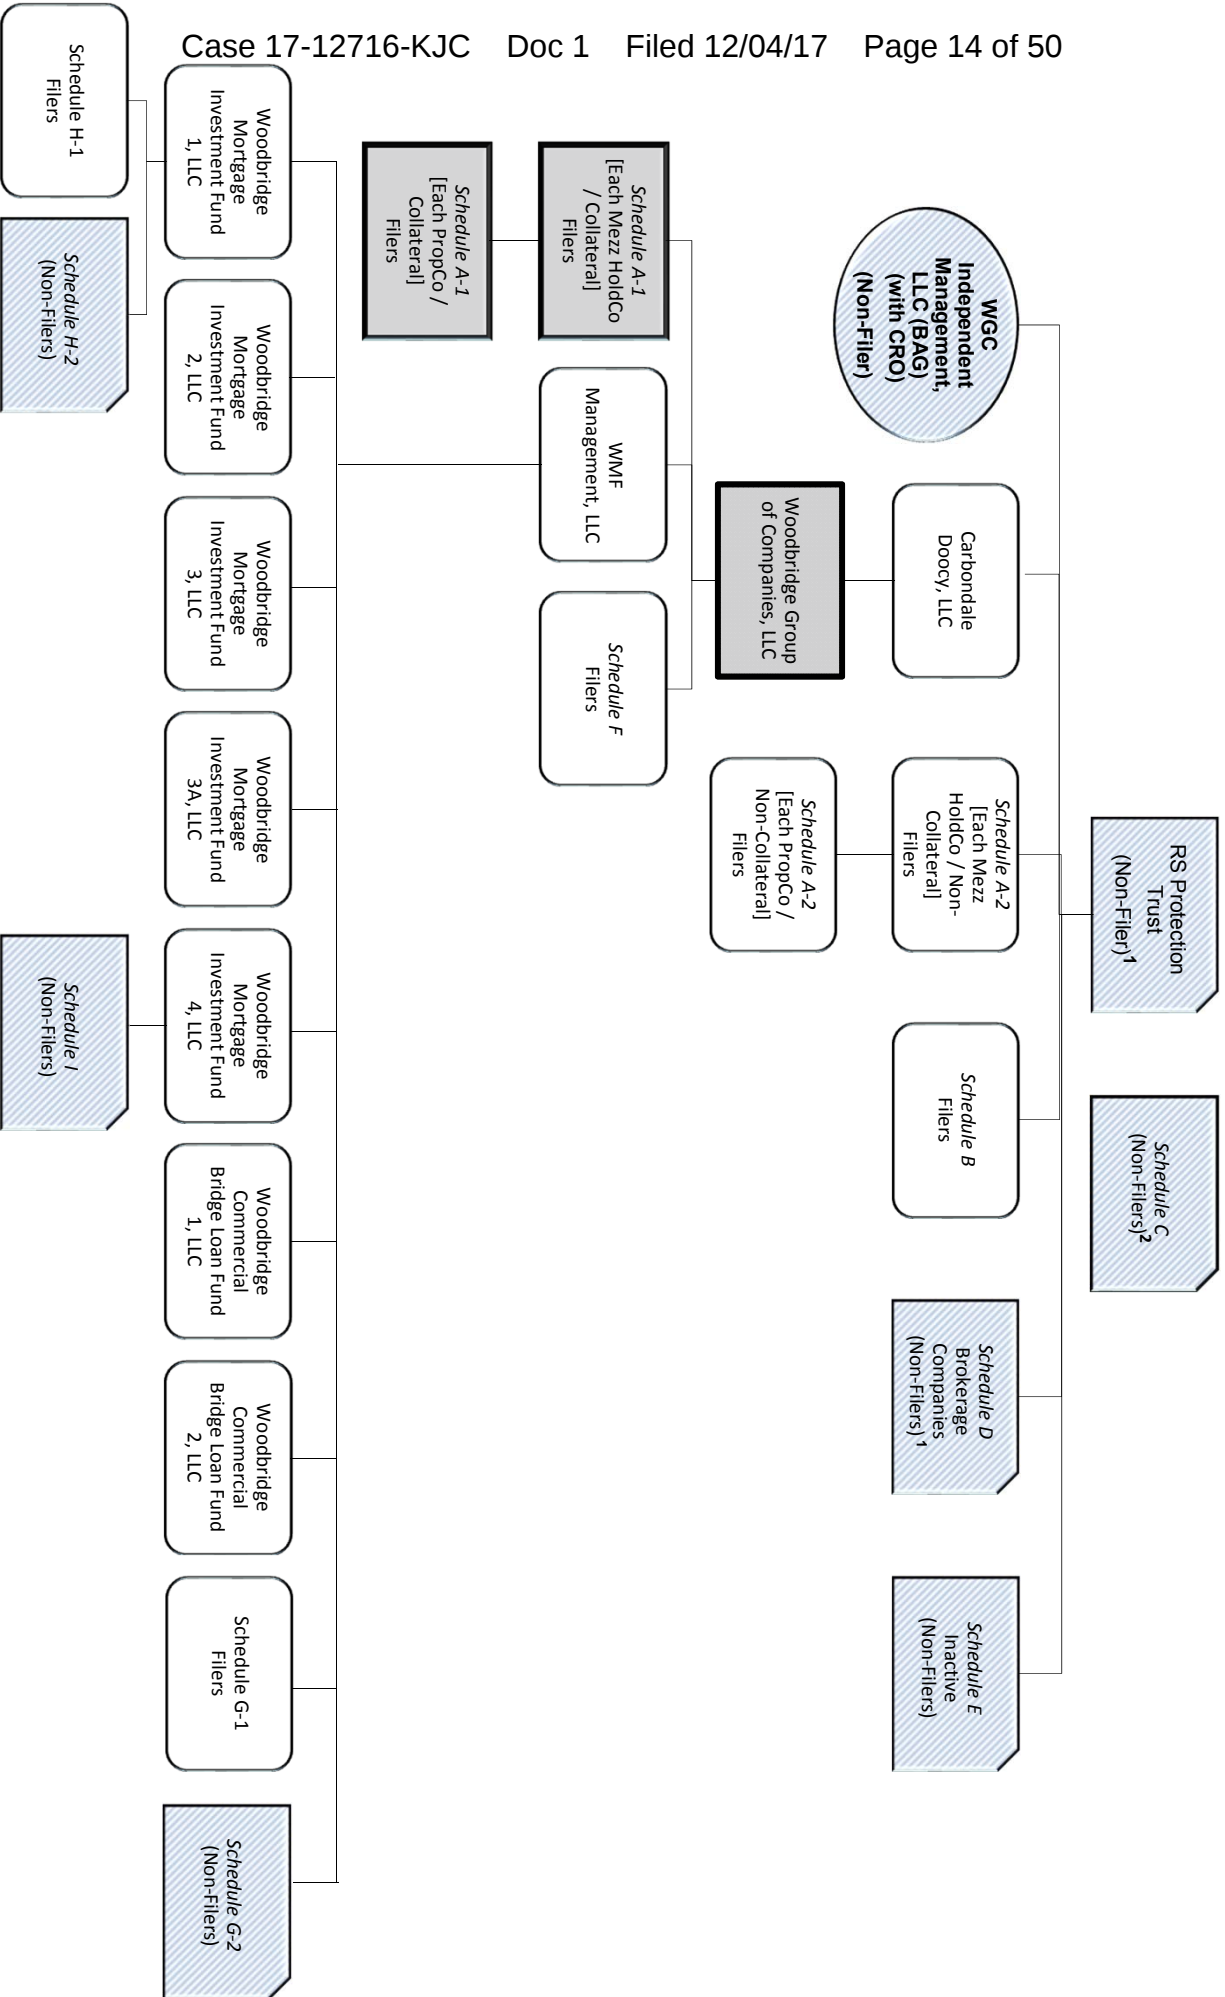 Case 17-12716-KJC Doc 1 Filed 12/04/17 Page 14 of 50
RS Protection
Trust
(Non-Filer)1
Schedule C
(Non-Filers)2
WGC
Independent
Management,
LLC (BAG)
(with CRO)
(Non-Filer)
Carbondale
Doocy, LLC
Schedule A-2
[Each Mezz
HoldCo / Non-
Collateral]
Filers
Schedule B
Filers
Schedule D
Brokerage
Companies
(Non-Filers) 1
Schedule E
Inactive
(Non-Filers)
Woodbridge Group
of Companies, LLC
Schedule A-2
[Each PropCo /
Non-Collateral]
Filers
Schedule A-1
[Each Mezz HoldCo
/ Collateral]
Filers
WMF
Management, LLC
Schedule F
Filers
Schedule A-1
[Each PropCo /
Collateral]
Filers
Woodbridge
Mortgage
Investment Fund
1, LLC
Woodbridge
Mortgage
Investment Fund
2, LLC
Woodbridge
Mortgage
Investment Fund
3, LLC
Woodbridge
Mortgage
Investment Fund
3A, LLC
Woodbridge
Mortgage
Investment Fund
4, LLC
Woodbridge
Commercial
Bridge Loan Fund
1, LLC
Woodbridge
Commercial
Bridge Loan Fund
2, LLC
Schedule G-1
Filers
Schedule G-2
(Non-Filers)
Schedule H-1
Filers
Schedule H-2
(Non-Filers)
Schedule I
(Non-Filers)